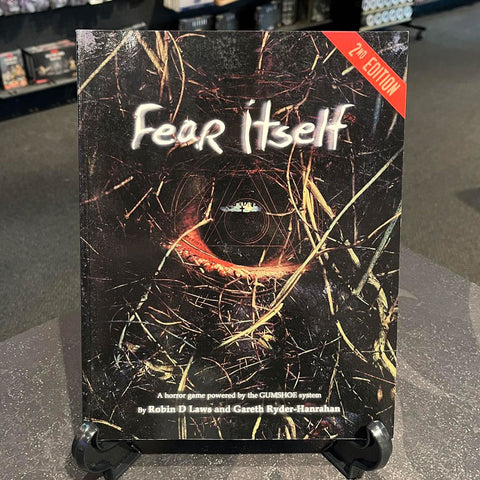 2ND EDITION
Fear Itself
A horror game powered by the GUMSHOE system
By Robin D Laws and Gareth Ryder-Hanrahan